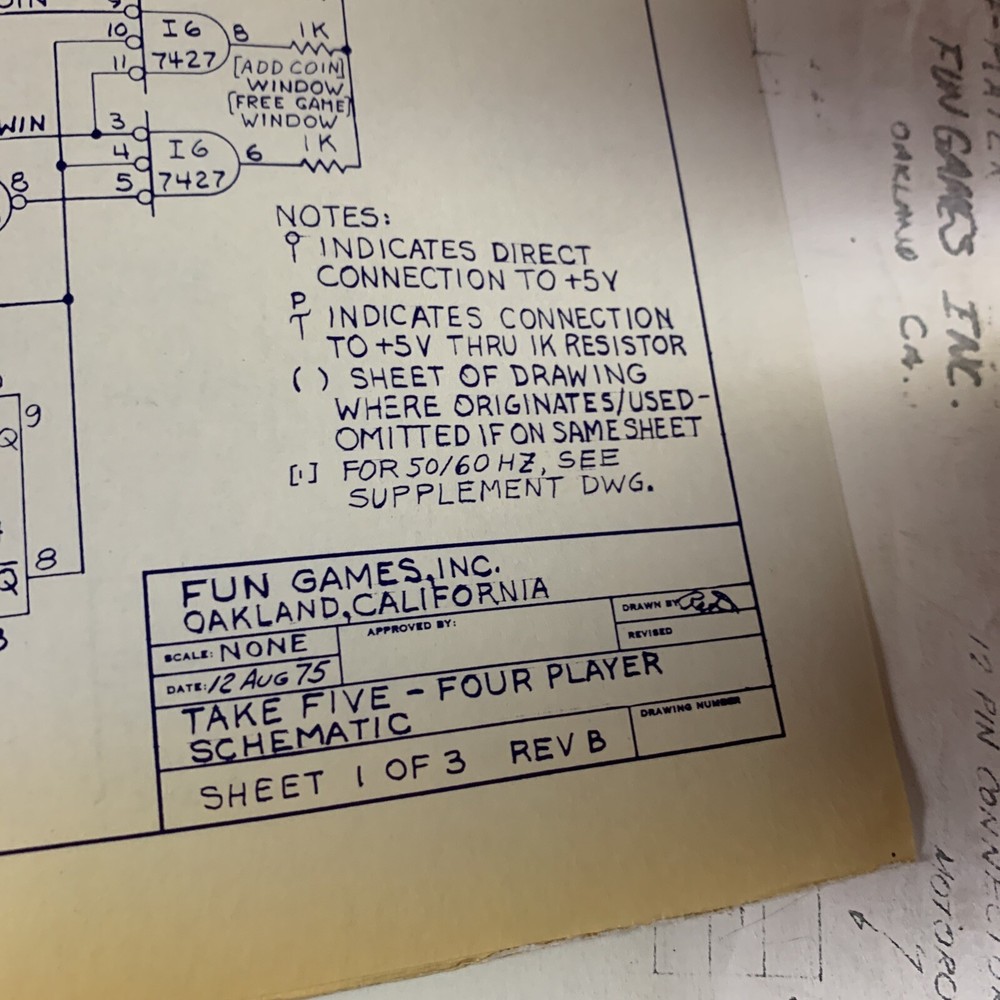 10
11
I6
7427
8
1K
[ADD COIN]
WINDOW
[FREE GAME]
WINDOW
WIN
3
4
5
I6
7427
6
1K
8
NOTES:
INDICATES DIRECT
CONNECTION TO +5V
P
INDICATES CONNECTION
TO +5V THRU 1K RESISTOR
( ) SHEET OF DRAWING
WHERE ORIGINATES/USED-
OMITTED IF ON SAME SHEET
[1] FOR 50/60 HZ, SEE
SUPPLEMENT DWG.
9
Q
8
Q
FUN GAMES, INC.
OAKLAND, CALIFORNIA
SCALE: NONE
APPROVED BY:
DRAWN BY
REVISED
DATE: 12 AUG 75
TAKE FIVE - FOUR PLAYER
SCHEMATIC
DRAWING NUMBER
SHEET 1 OF 3 REV B
FUN GAMES INC.
OAKLAND CA.
12 PIN CONNECTOR